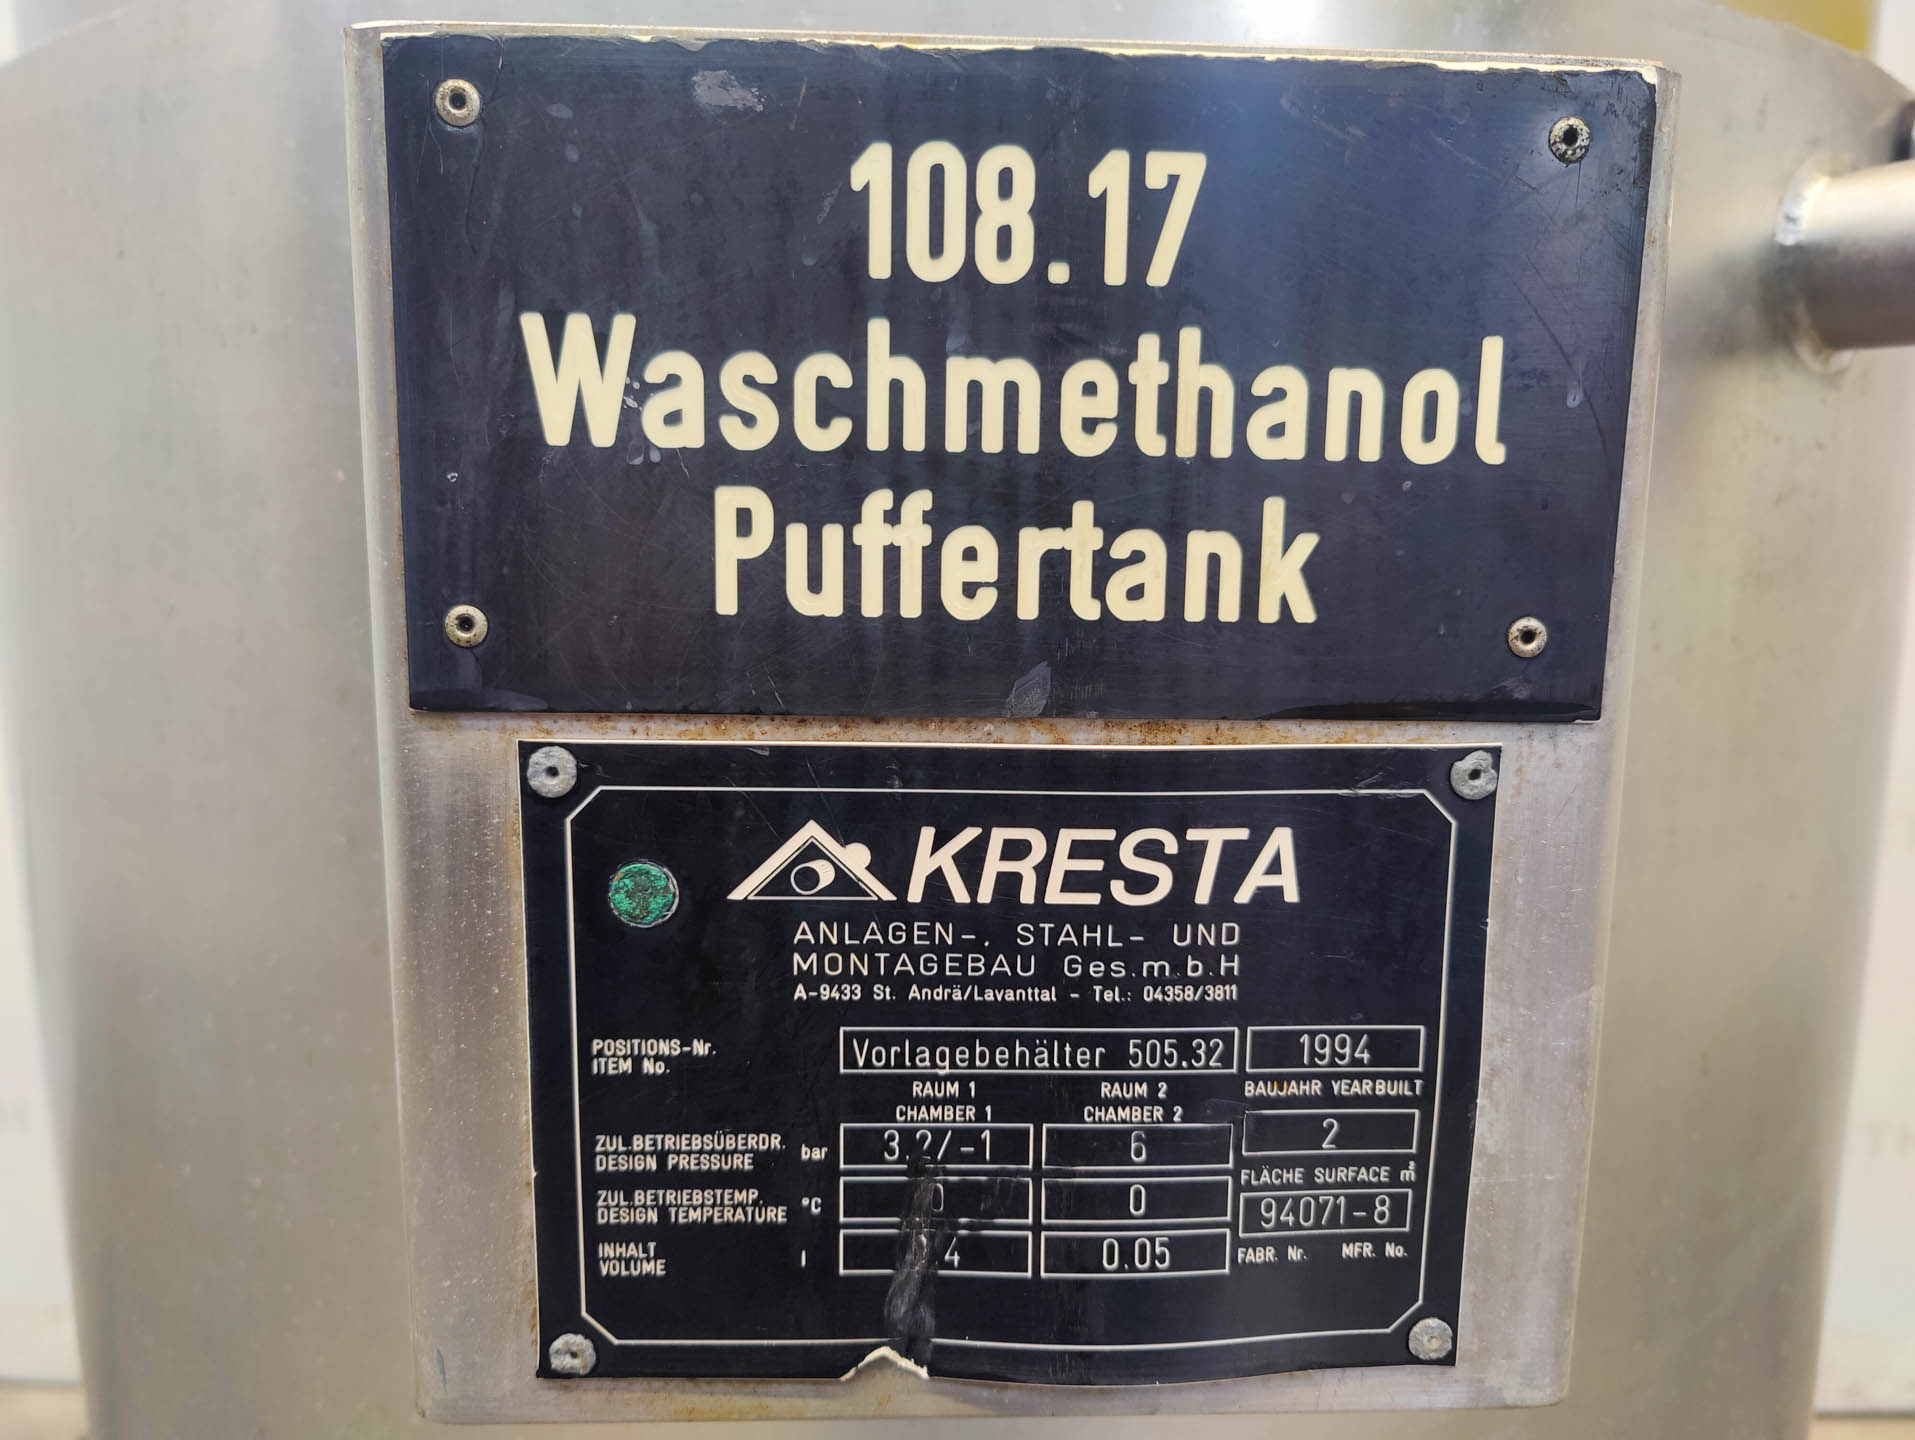 108.17
Waschmethanol
Puffertank
KRESTA
ANLAGEN-, STAHL- UND
MONTAGEBAU Ges.m.b.H
A-9433 St. Andrä/Lavanttal - Tel.: 04358/3811
POSITIONS-Nr. Vorlagebehälter 505.32 1994
ITEM No.
RAUM 1 RAUM 2 BAUJAHR YEARBUILT
CHAMBER 1 CHAMBER 2
ZUL.BETRIEBSÜBERDR. bar 3.2/-1 6 2
DESIGN PRESSURE
FLÄCHE SURFACE m²
ZUL.BETRIEBSTEMP. °C 0 94071-8
DESIGN TEMPERATURE
INHALT l 0.05 FABR. Nr. MFR. No.
VOLUME